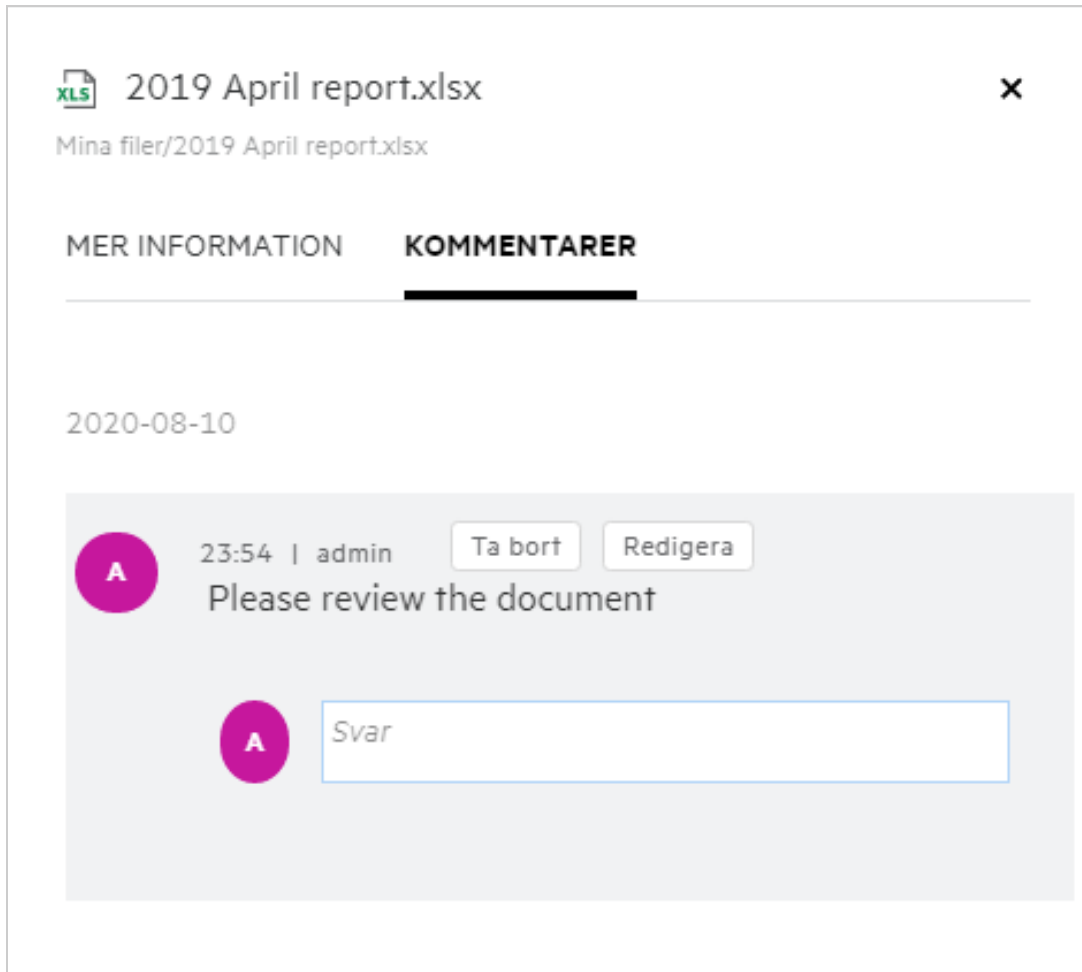 XLS 2019 April report.xlsx
Mina filer/2019 April report.xlsx
MER INFORMATION KOMMENTARER
2020-08-10
A 23:54 | admin Ta bort Redigera
Please review the document
A Svar